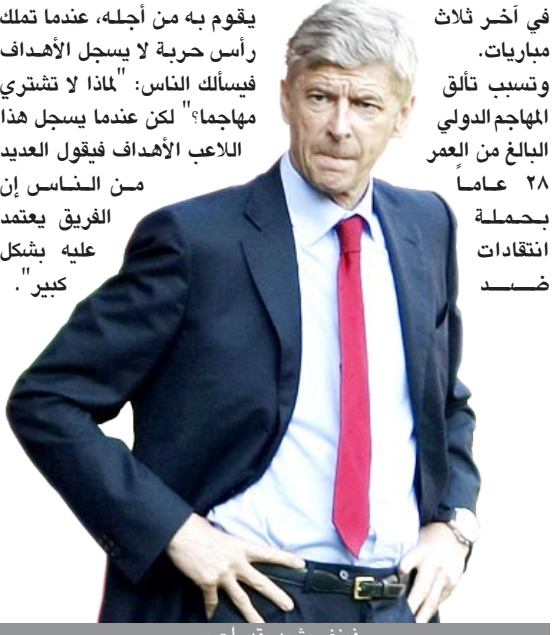 في آخر ثلاث
مباريات.
وتسبب تألق
المهاجم الدولي
البالغ من العمر
٢٨ عاماً
بحملة
انتقادات
ضد
يقوم به من أجله، عندما تملك
رأس حربة لا يسجل الأهداف
فيسألك الناس: "لماذا لا تشتري
مهاجما؟" لكن عندما يسجل هذا
اللاعب الأهداف فيقول العديد
من الناس إن
الفريق يعتمد
عليه بشكل
كبير".